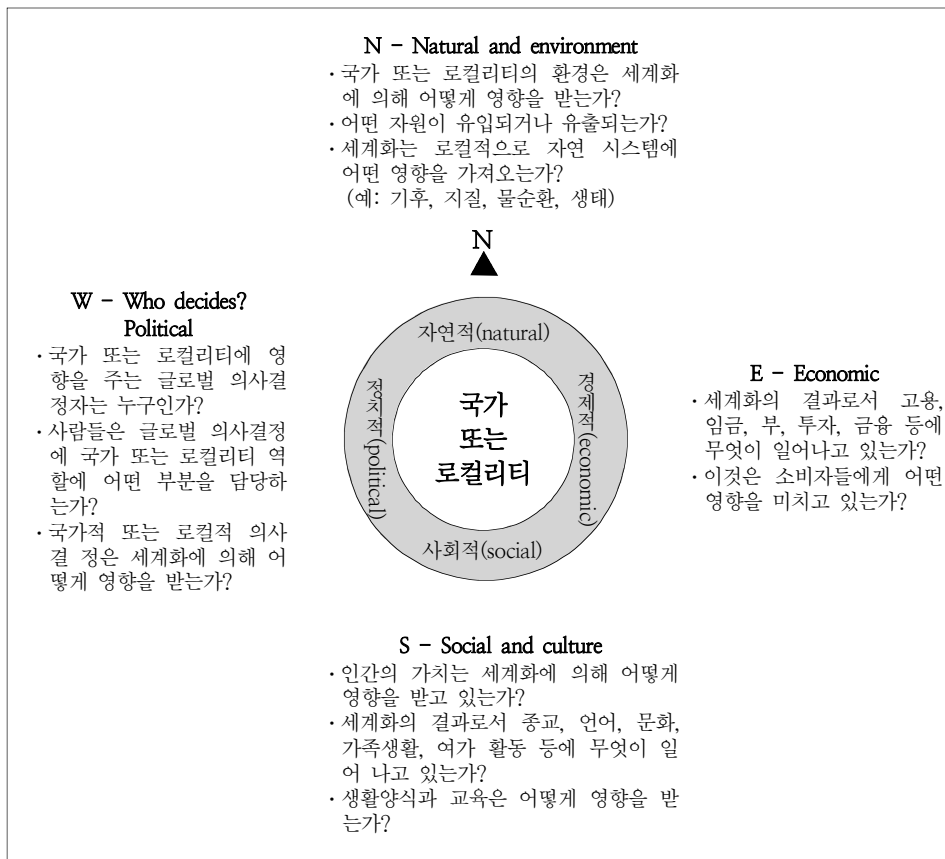 N - Natural and environment
· 국가 또는 로컬리티의 환경은 세계화
에 의해 어떻게 영향을 받는가?
· 어떤 자원이 유입되거나 유출되는가?
· 세계화는 로컬적으로 자연 시스템에
어떤 영향을 가져오는가?
(예: 기후, 지질, 물순환, 생태)
N
W - Who decides?
Political
· 국가 또는 로컬리티에 영
향을 주는 글로벌 의사결
정자는 누구인가?
· 사람들은 글로벌 의사결정
에 국가 또는 로컬리티 역
할에 어떤 부분을 담당하
는가?
· 국가적 또는 로컬적 의사
결 정은 세계화에 의해 어
떻게 영향을 받는가?
자연적(natural)
정치적(political)
국가
또는
로컬리티
경제적(economic)
사회적(social)
E - Economic
· 세계화의 결과로서 고용,
임금, 부, 투자, 금융 등에
무엇이 일어나고 있는가?
· 이것은 소비자들에게 어떤
영향을 미치고 있는가?
S - Social and culture
· 인간의 가치는 세계화에 의해 어떻게
영향을 받고 있는가?
· 세계화의 결과로서 종교, 언어, 문화,
가족생활, 여가 활동 등에 무엇이 일
어 나고 있는가?
· 생활양식과 교육은 어떻게 영향을 받
는가?